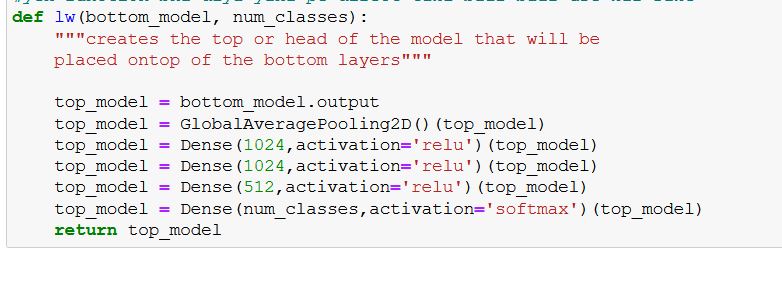 def lw(bottom_model, num_classes):
    """creates the top or head of the model that will be
    placed ontop of the bottom layers"""
    top_model = bottom_model.output
    top_model = GlobalAveragePooling2D()(top_model)
    top_model = Dense(1024,activation='relu')(top_model)
    top_model = Dense(1024,activation='relu')(top_model)
    top_model = Dense(512,activation='relu')(top_model)
    top_model = Dense(num_classes,activation='softmax')(top_model)
    return top_model